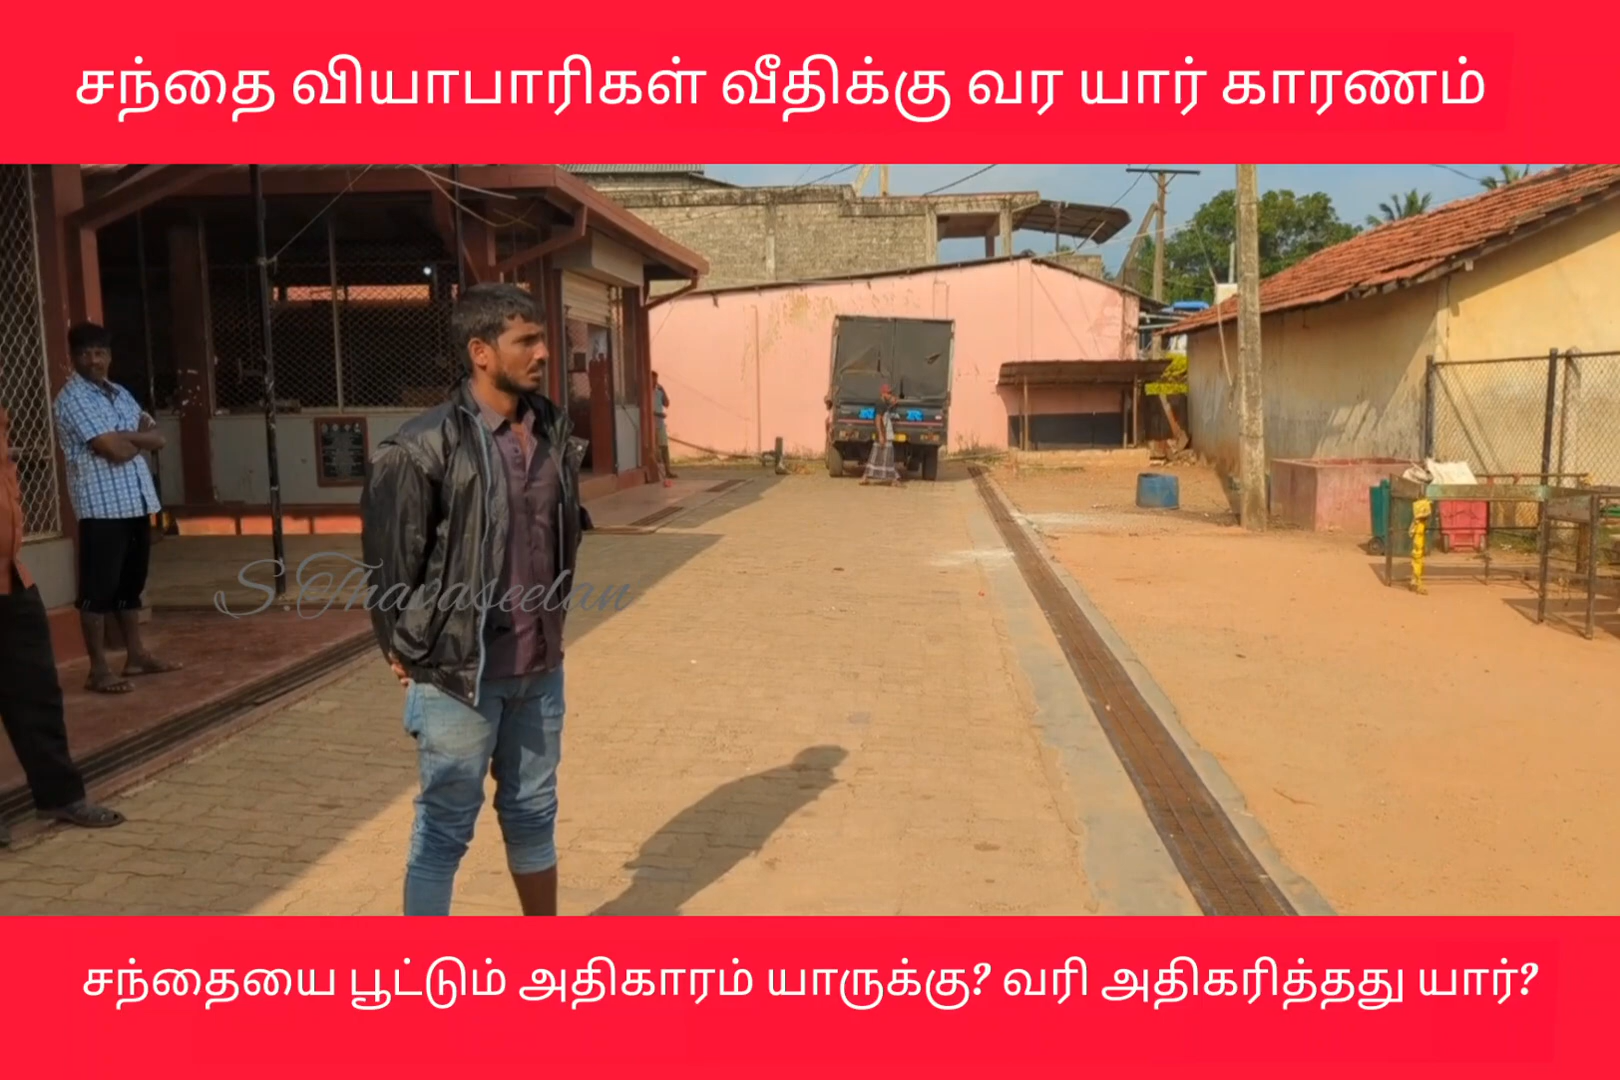 சந்தை வியாபாரிகள் வீதிக்கு வர யார் காரணம்
S.Thavaseelan
சந்தையை பூட்டும் அதிகாரம் யாருக்கு? வரி அதிகரித்தது யார்?